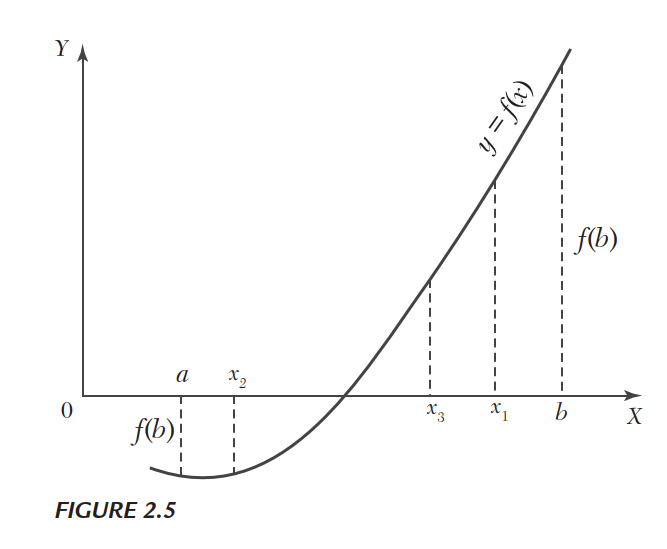 Y
y = f(x)
f(b)
a
x₂
0
f(b)
x₃
x₁
b
X
FIGURE 2.5